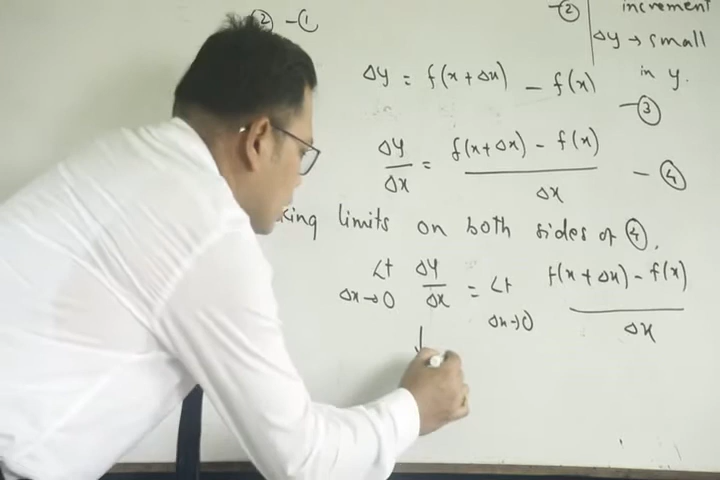 ② - ①
- ②
increment
Δy → small
in y.
Δy = f(x + Δx) - f(x)
- ③
Δy/Δx = f(x + Δx) - f(x)/Δx - ④
limits on both sides of ④.
Lt Δx→0 Δy/Δx = Lt Δx→0 f(x + Δx) - f(x)/Δx
↓